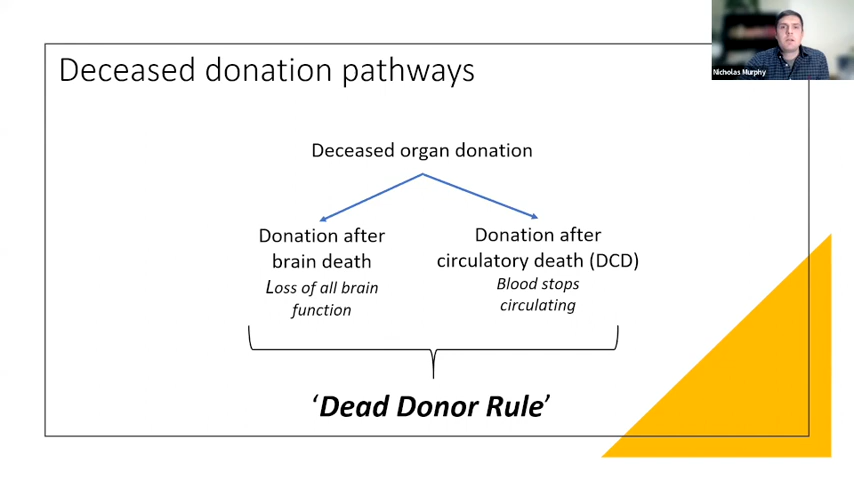 Nicholas Murphy
Deceased donation pathways
Deceased organ donation
Donation after
brain death
Loss of all brain
function
Donation after
circulatory death (DCD)
Blood stops
circulating
‘Dead Donor Rule’